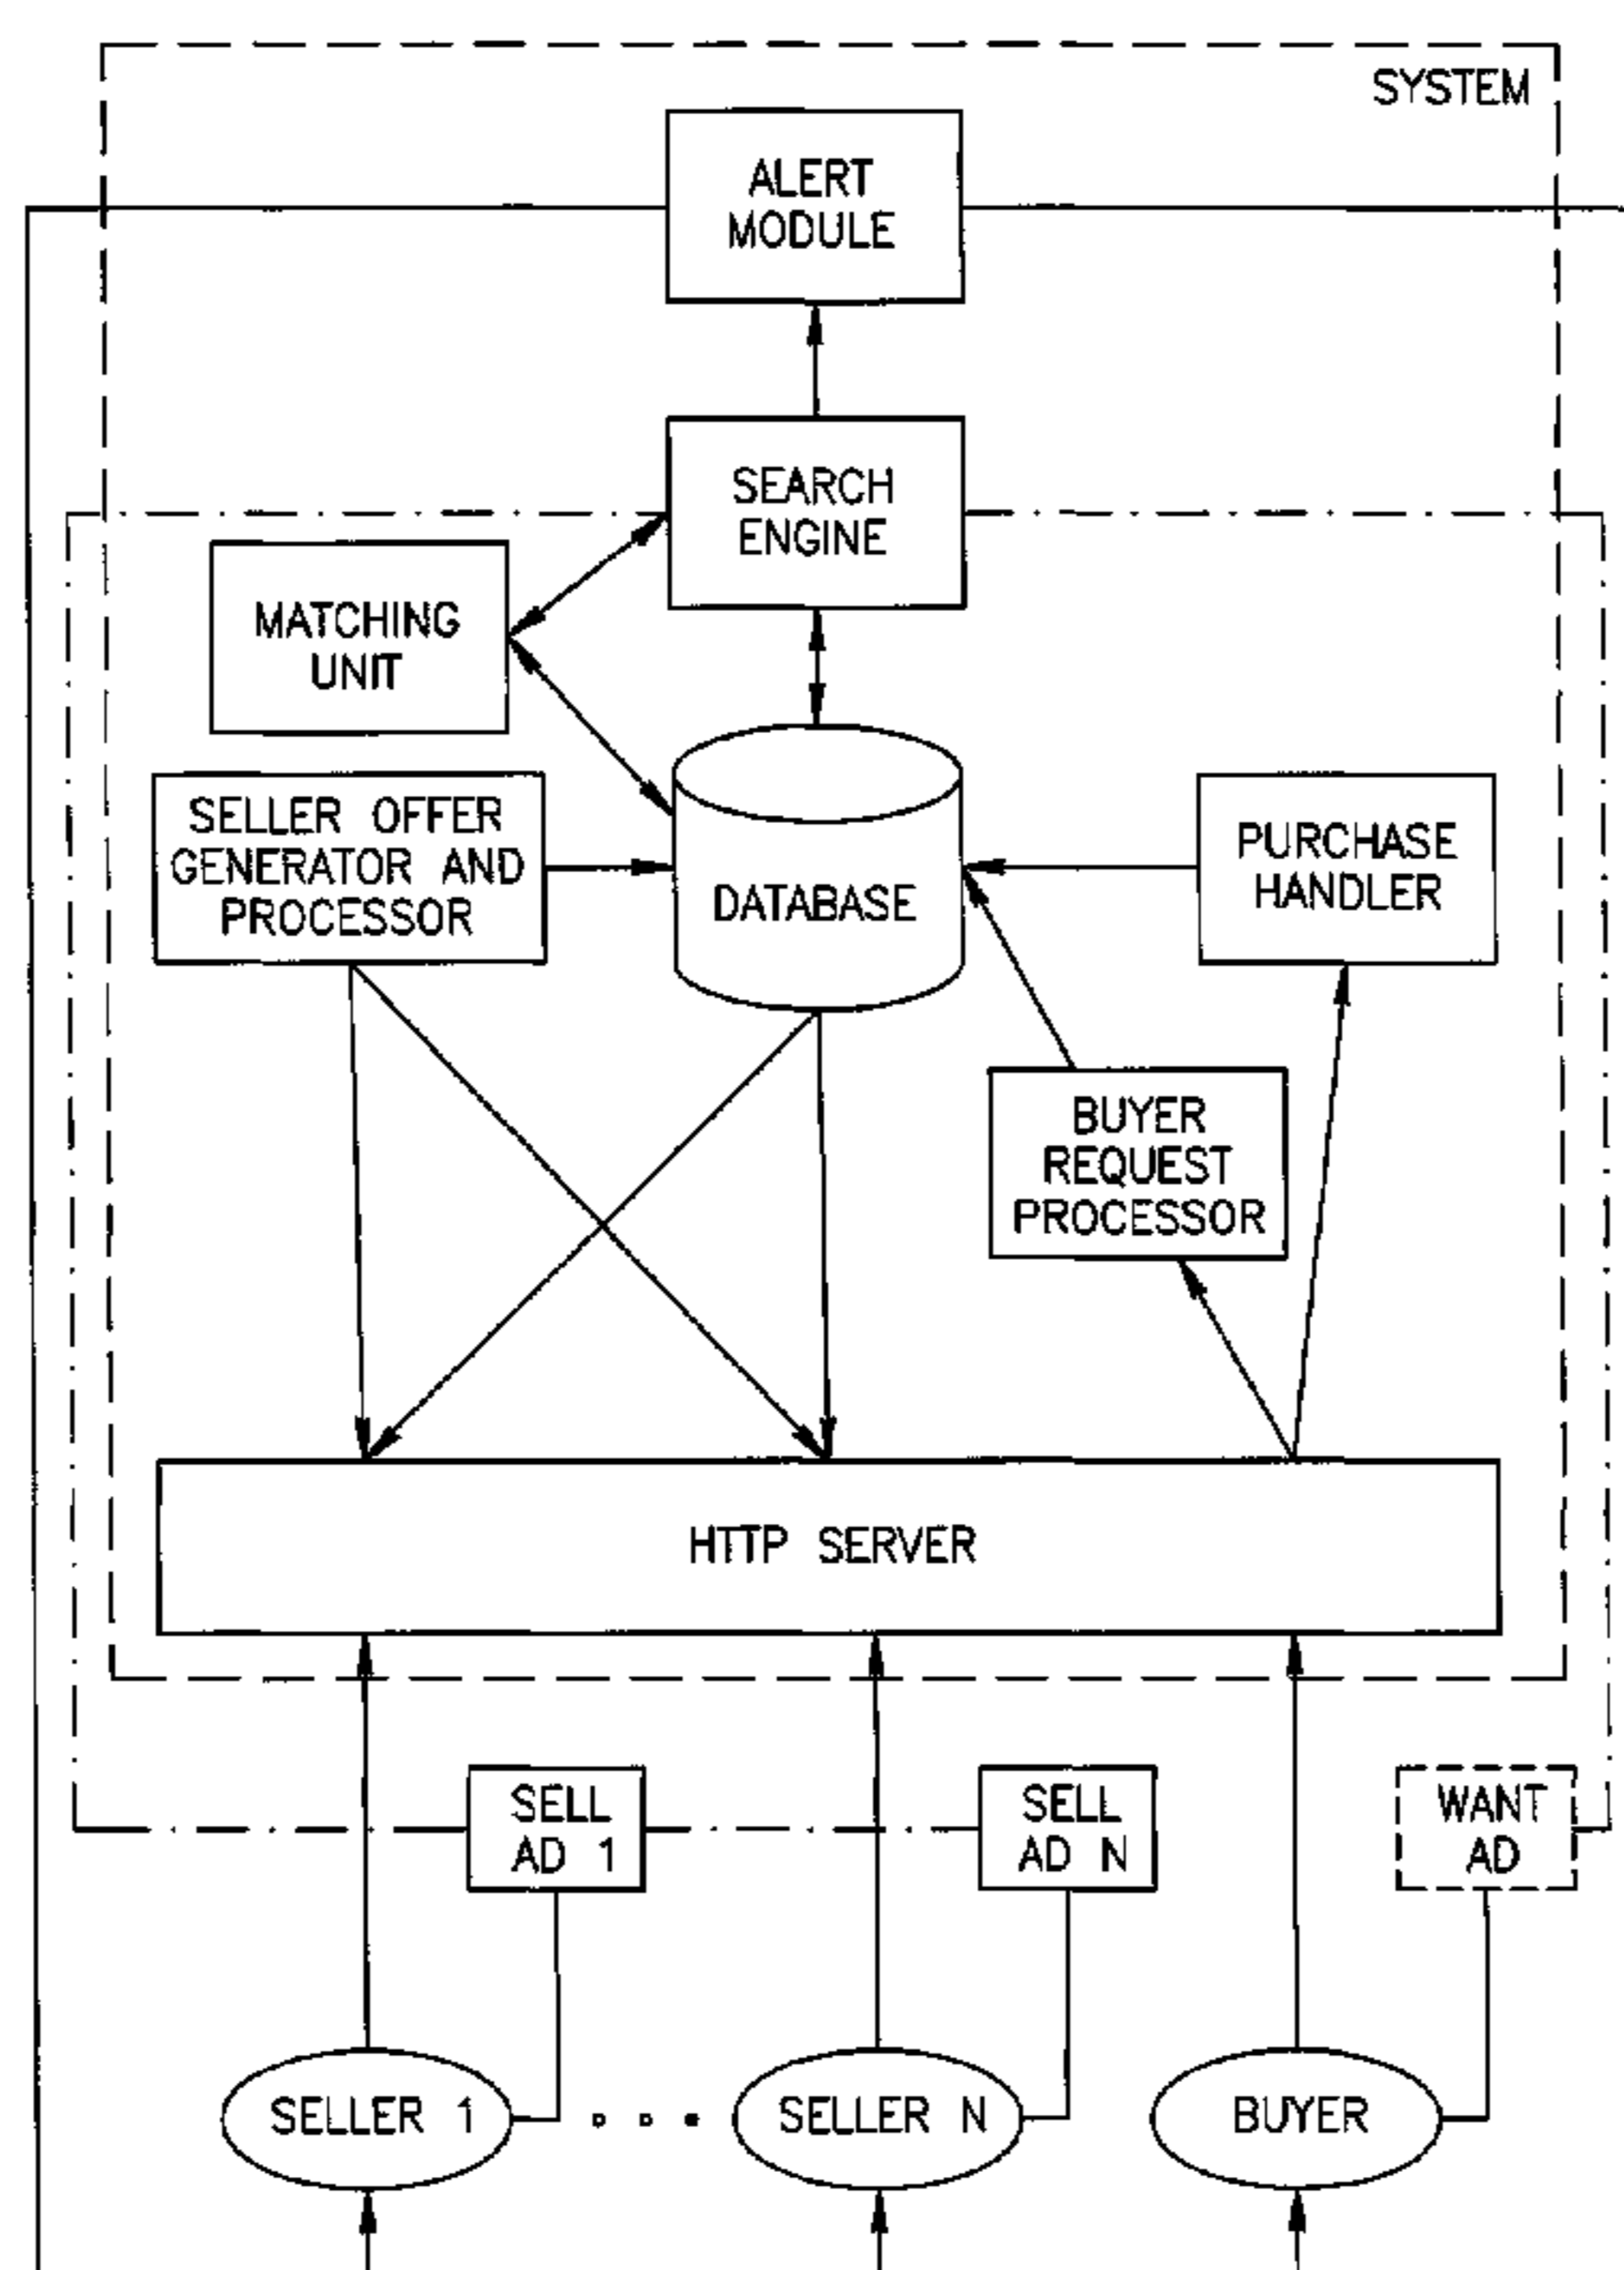 SYSTEM
ALERT
MODULE
SEARCH
ENGINE
MATCHING
UNIT
SELLER OFFER
GENERATOR AND
PROCESSOR
DATABASE
PURCHASE
HANDLER
BUYER
REQUEST
PROCESSOR
HTTP SERVER
SELL
AD 1
SELL
AD N
WANT
AD
SELLER 1
SELLER N
BUYER